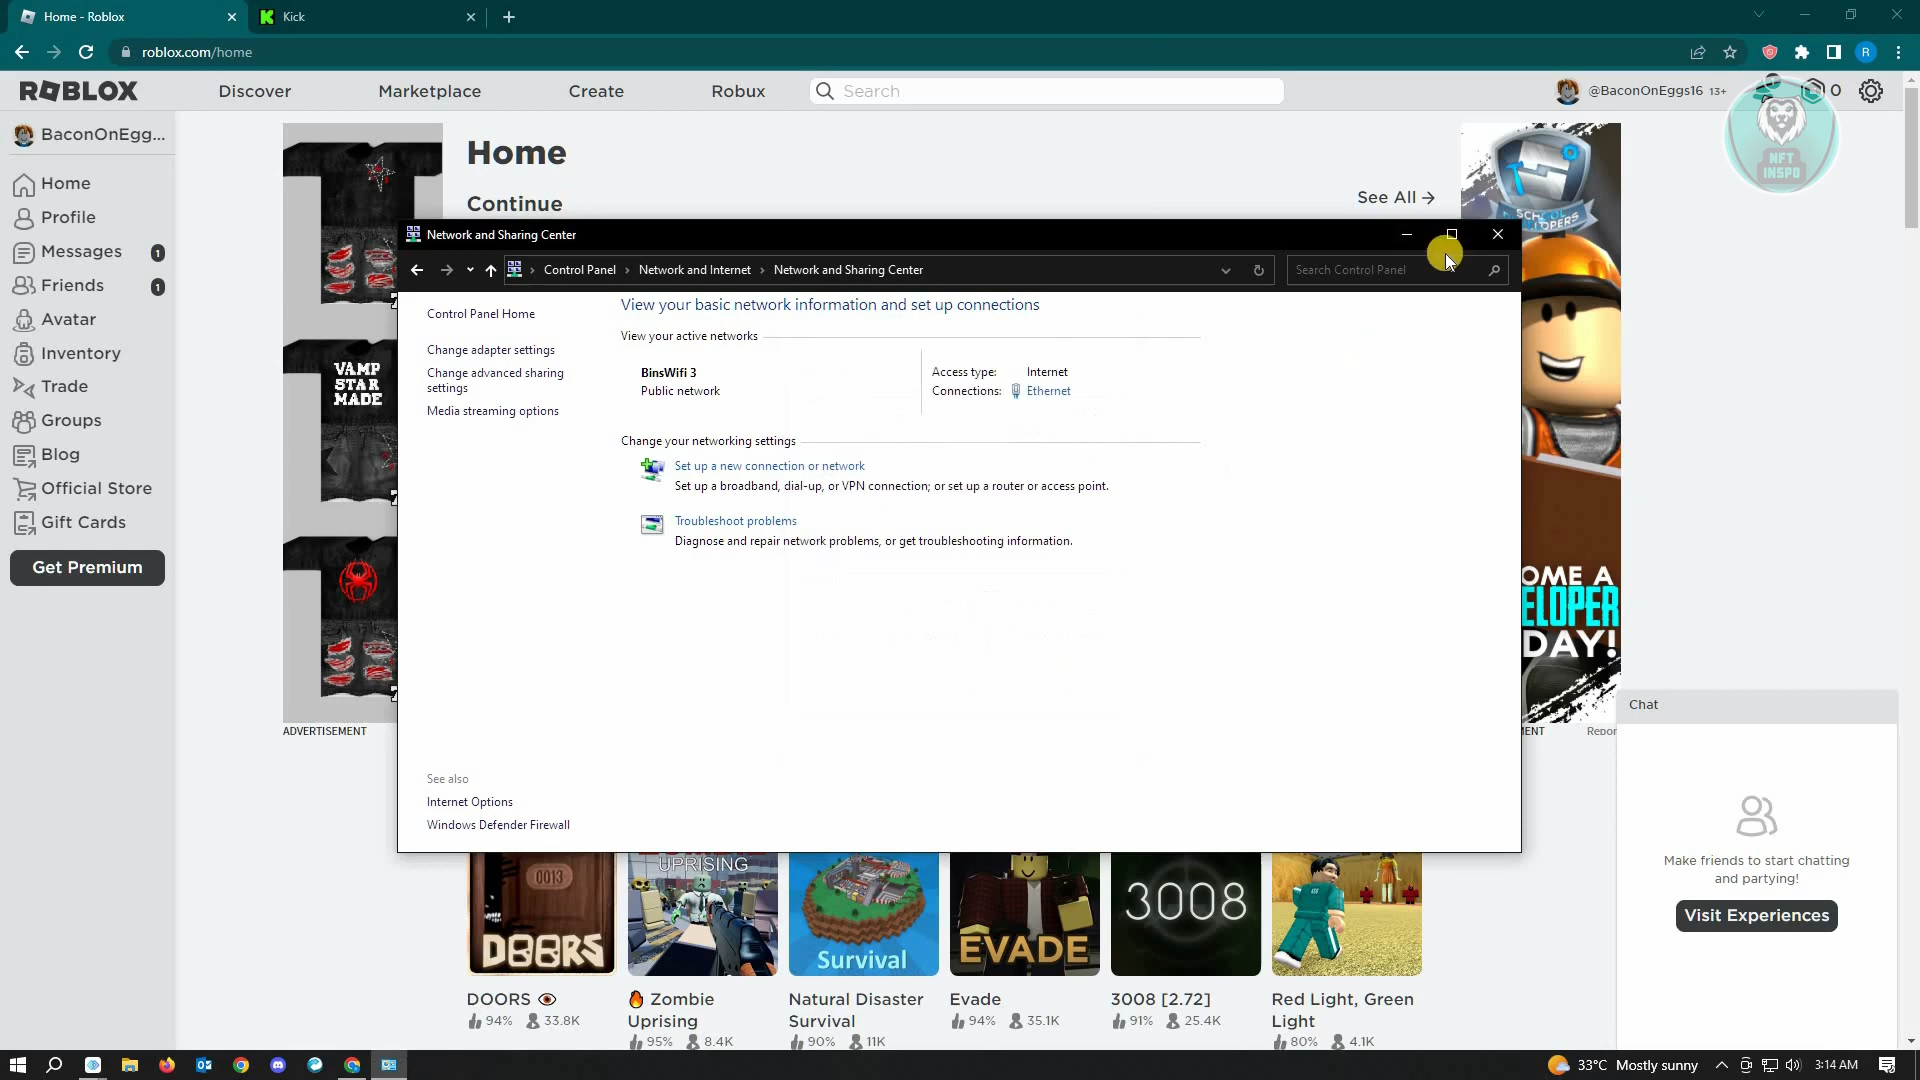 Home - Roblox
Kick
roblox.com/home
R
ROBLOX
Discover
Marketplace
Create
Robux
Search
@BaconOnEggs16 13+
0
NFT
INSPO
BaconOnEgg...
Home
Profile
Messages
1
Friends
1
Avatar
Inventory
Trade
Groups
Blog
Official Store
Gift Cards
Get Premium
VAMP
STAR
MADE
ADVERTISEMENT
Home
Continue
See All
Network and Sharing Center
Control Panel
Network and Internet
Network and Sharing Center
Search Control Panel
Control Panel Home
Change adapter settings
Change advanced sharing
settings
Media streaming options
View your basic network information and set up connections
View your active networks
BinsWifi 3
Public network
Access type: Internet
Connections: Ethernet
Change your networking settings
Set up a new connection or network
Set up a broadband, dial-up, or VPN connection; or set up a router or access point.
Troubleshoot problems
Diagnose and repair network problems, or get troubleshooting information.
See also
Internet Options
Windows Defender Firewall
OME A
ELOPER
DAY!
MENT
Repor
Chat
Make friends to start chatting
and partying!
Visit Experiences
0013
DOORS
UPRISING
Survival
EVADE
3008
DOORS
94% 33.8K
Zombie
Uprising
95% 8.4K
Natural Disaster
Survival
90% 11K
Evade
94% 35.1K
3008 [2.72]
91% 25.4K
Red Light, Green
Light
80% 4.1K
33°C Mostly sunny
3:14 AM